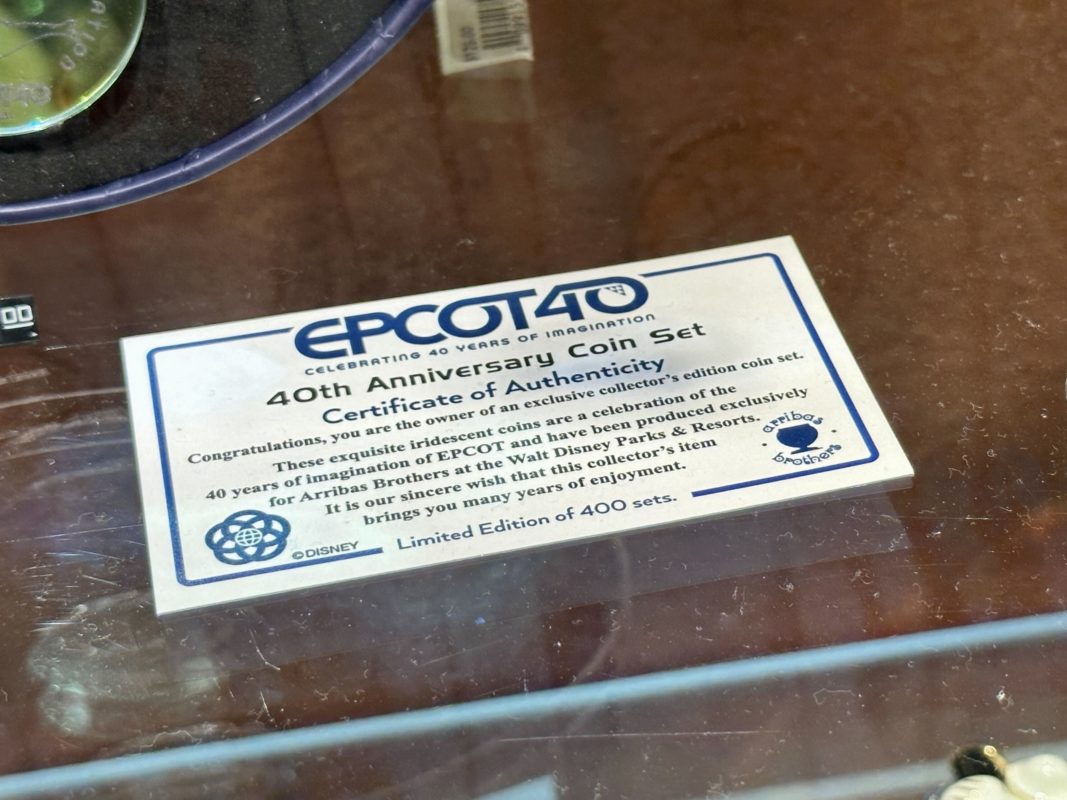 ATION
EPCOT40
CELEBRATING 40 YEARS OF IMAGINATION
40th Anniversary Coin Set
Certificate of Authenticity
Congratulations, you are the owner of an exclusive collector's edition coin set.
These exquisite iridescent coins are a celebration of the
40 years of imagination of EPCOT and have been produced exclusively
for Arribas Brothers at the Walt Disney Parks & Resorts.
It is our sincere wish that this collector's item
brings you many years of enjoyment.
arribas
brothers
©DISNEY
Limited Edition of 400 sets.